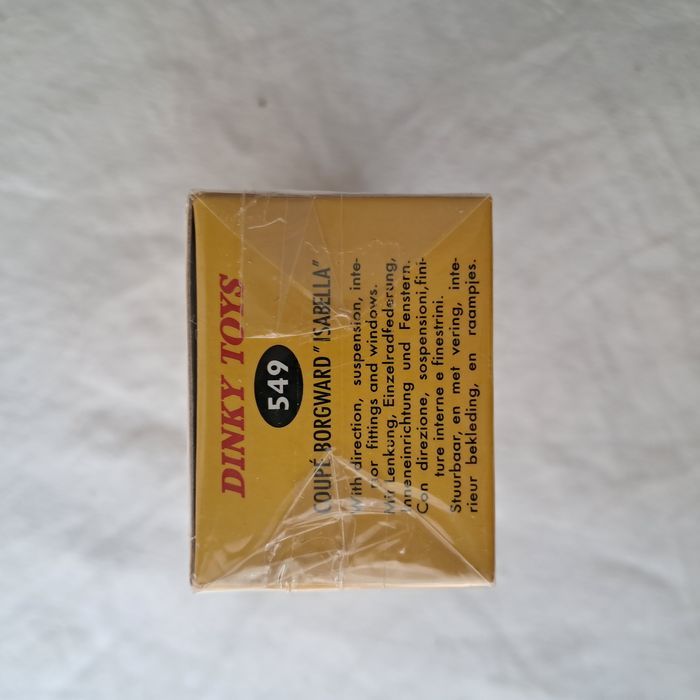 DINKY TOYS
549
COUPÉ BORGWARD "ISABELLA"
With direction, suspension, inte-
rior fittings and windows.
Mit Lenkung, Einzelradfederung,
Inneneinrichtung und Fenstern.
Con direzione, sospensioni,fini-
ture interne e finestrini.
Stuurbaar, en met vering, inte-
rieur bekleding, en raampjes.